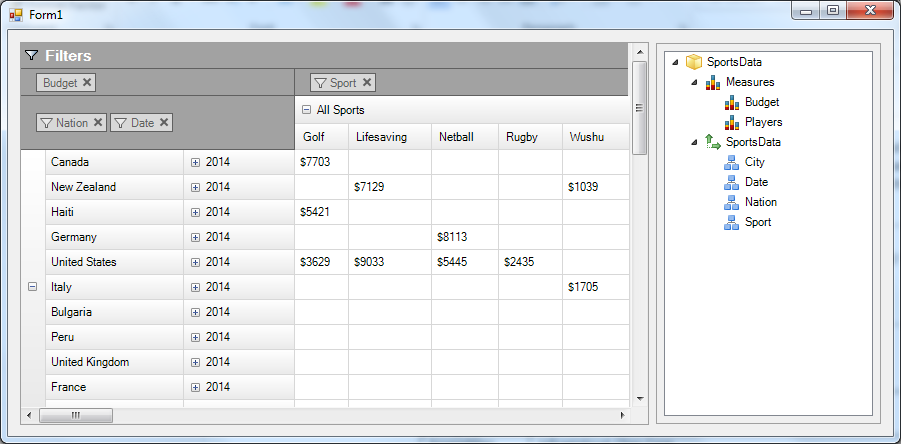 Form1
Filters
Budget
Sport
Nation Date
All Sports
Golf Lifesaving Netball Rugby Wushu
Canada 2014 $7703
New Zealand 2014 $7129 $1039
Haiti 2014 $5421
Germany 2014 $8113
United States 2014 $3629 $9033 $5445 $2435
Italy 2014 $1705
Bulgaria 2014
Peru 2014
United Kingdom 2014
France 2014
SportsData
Measures
Budget
Players
SportsData
City
Date
Nation
Sport